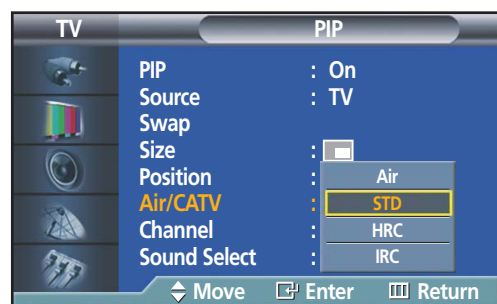 TV PIP
PIP : On
Source : TV
Swap
Size :
Position : Air
Air/CATV : STD
Channel : HRC
Sound Select : IRC
Move Enter Return